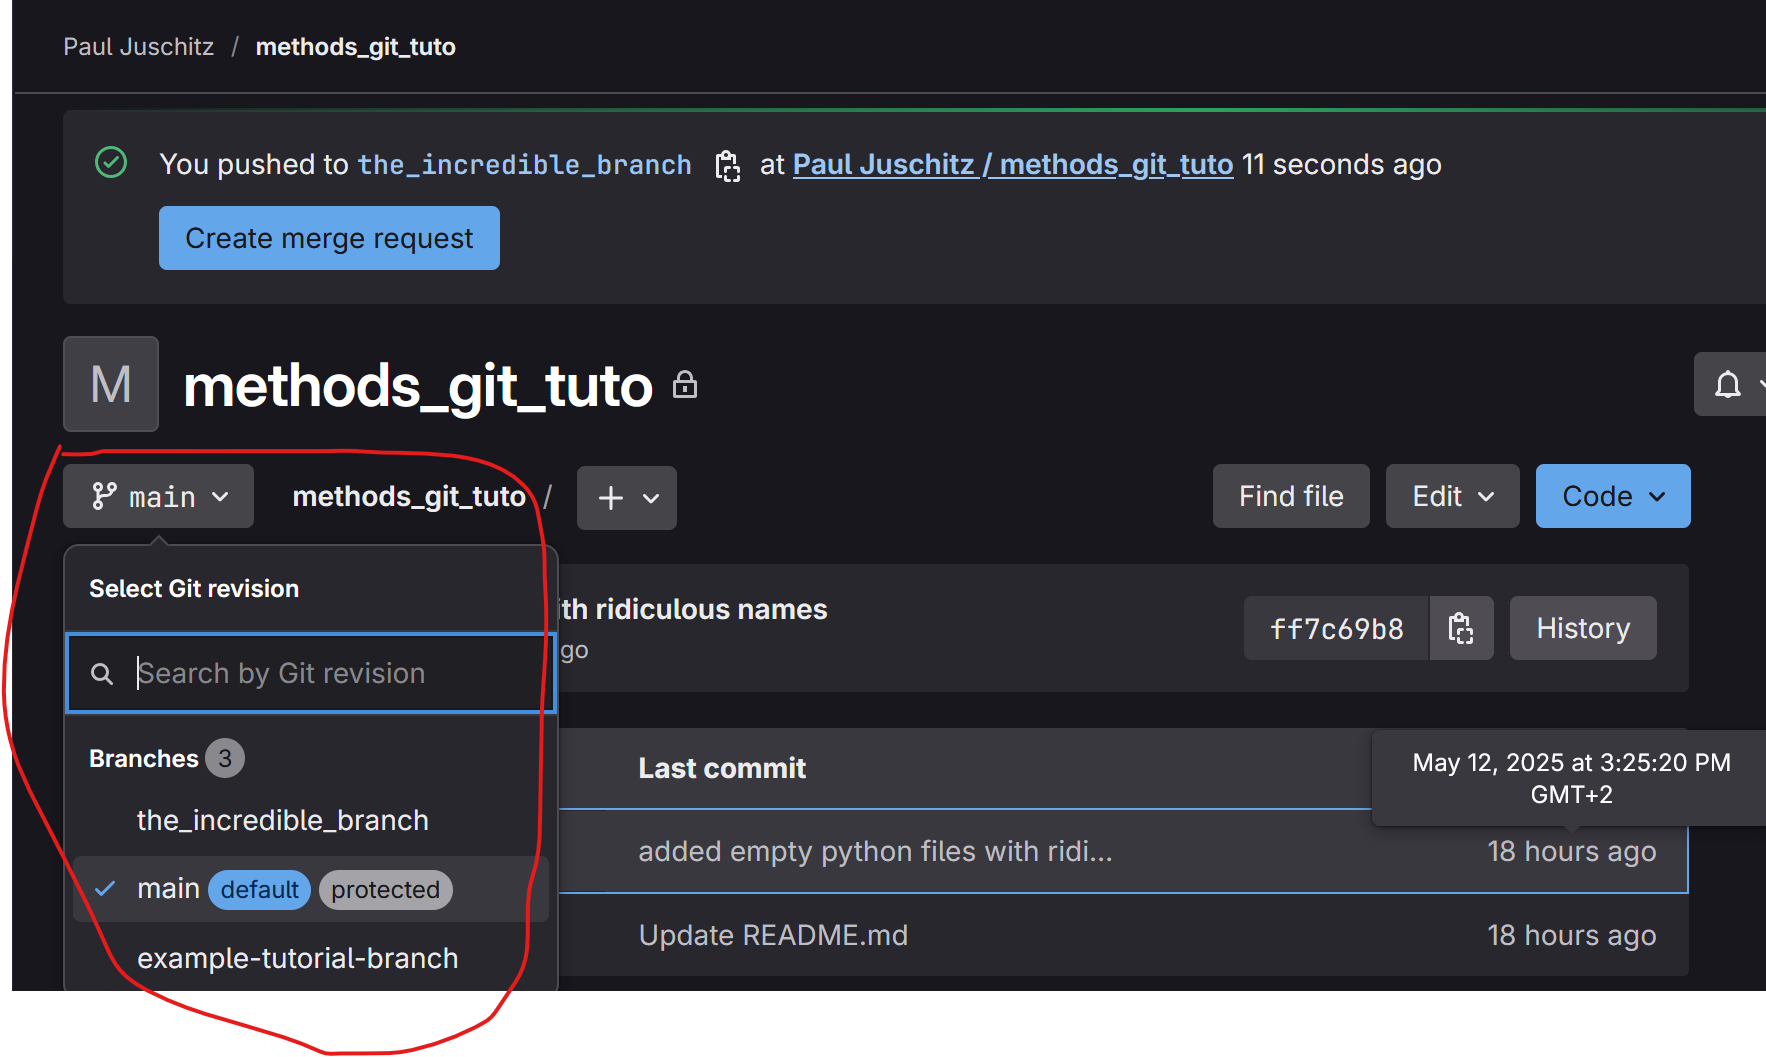 Paul Juschitz / methods_git_tuto
You pushed to the_incredible_branch at Paul Juschitz / methods_git_tuto 11 seconds ago
Create merge request
M methods_git_tuto
main methods_git_tuto / + Find file Edit Code
Select Git revision
ith ridiculous names
go
ff7c69b8 History
Search by Git revision
Branches 3
the_incredible_branch
main default protected
example-tutorial-branch
Last commit
May 12, 2025 at 3:25:20 PM
GMT+2
added empty python files with ridi... 18 hours ago
Update README.md 18 hours ago